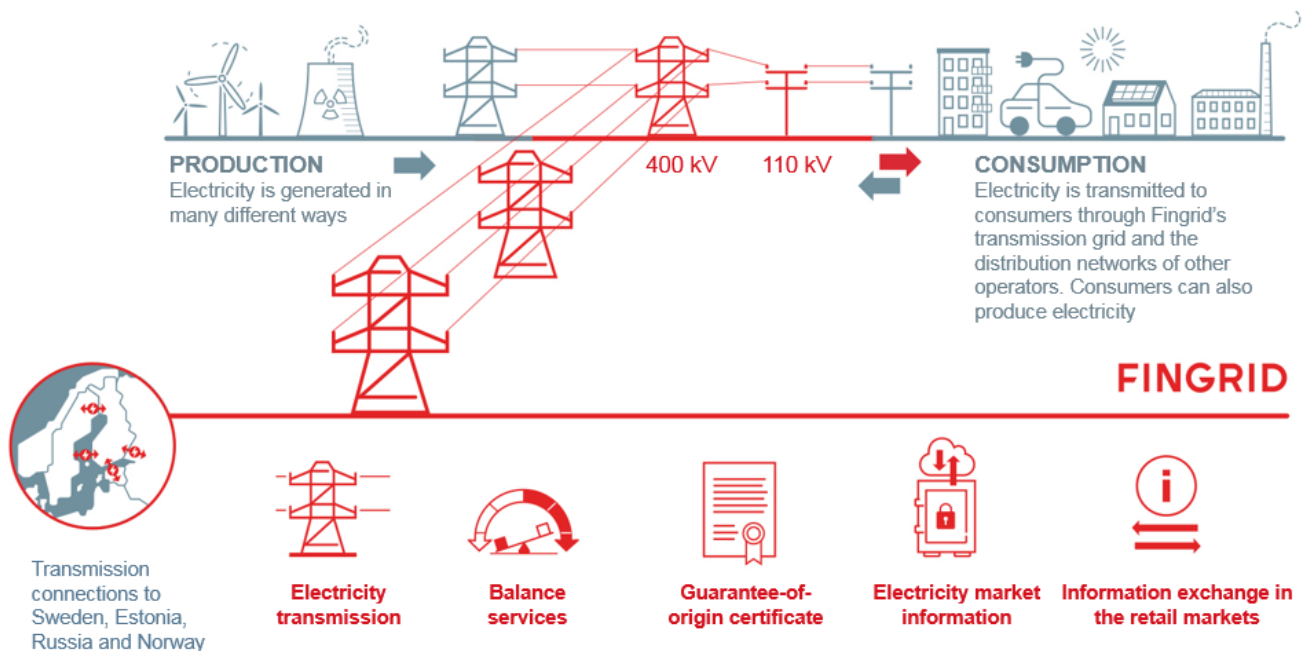 PRODUCTION
Electricity is generated in
many different ways
400 kV
110 kV
CONSUMPTION
Electricity is transmitted to
consumers through Fingrid's
transmission grid and the
distribution networks of other
operators. Consumers can also
produce electricity
FINGRID
Transmission
connections to
Sweden, Estonia,
Russia and Norway
Electricity
transmission
Balance
services
Guarantee-of-
origin certificate
Electricity market
information
i
Information exchange in
the retail markets